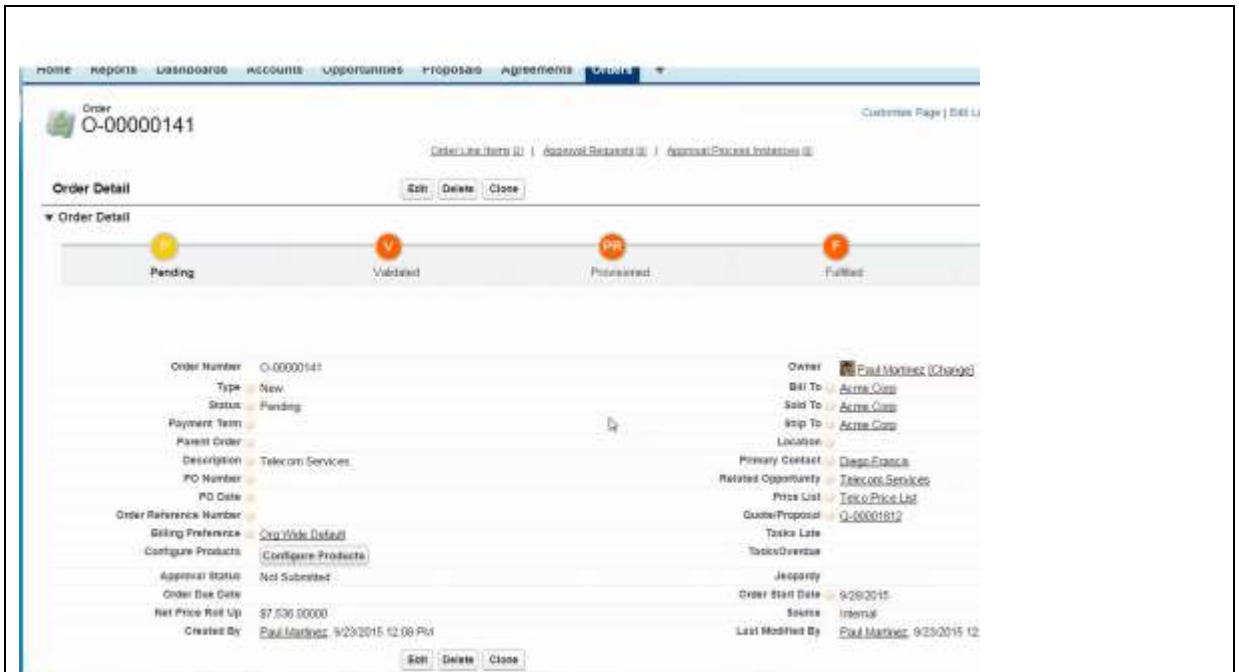 Home Reports Dashboards Accounts Opportunities Proposals Agreements Orders +
Order
O-00000141
Customize Page | Edit La
Order Line Items | Approval Requests | Approval Process Instances
Order Detail Edit Delete Clone
Order Detail
P V PR F
Pending Validated Provisioned Fulfilled
Order Number O-00000141 Owner Paul Martinez [Change]
Type New Bill To Acme Corp
Status Pending Sold To Acme Corp
Payment Term Ship To Acme Corp
Parent Order Location
Description Telecom Services Primary Contact Diego Francis
PO Number Related Opportunity Telecom Services
PO Date Price List Telco Price List
Order Reference Number Quote/Proposal Q-00001812
Billing Preference Org Wide Default Tasks Late
Configure Products Configure Products TasksOverdue
Approval Status Not Submitted Jeopardy
Order Due Date Order Start Date
Net Price Roll Up $7,536.00000 Source Internal
Created By Paul Martinez, 9/23/2015 12:08 PM Last Modified By Paul Martinez, 9/23/2015 12
Edit Delete Clone